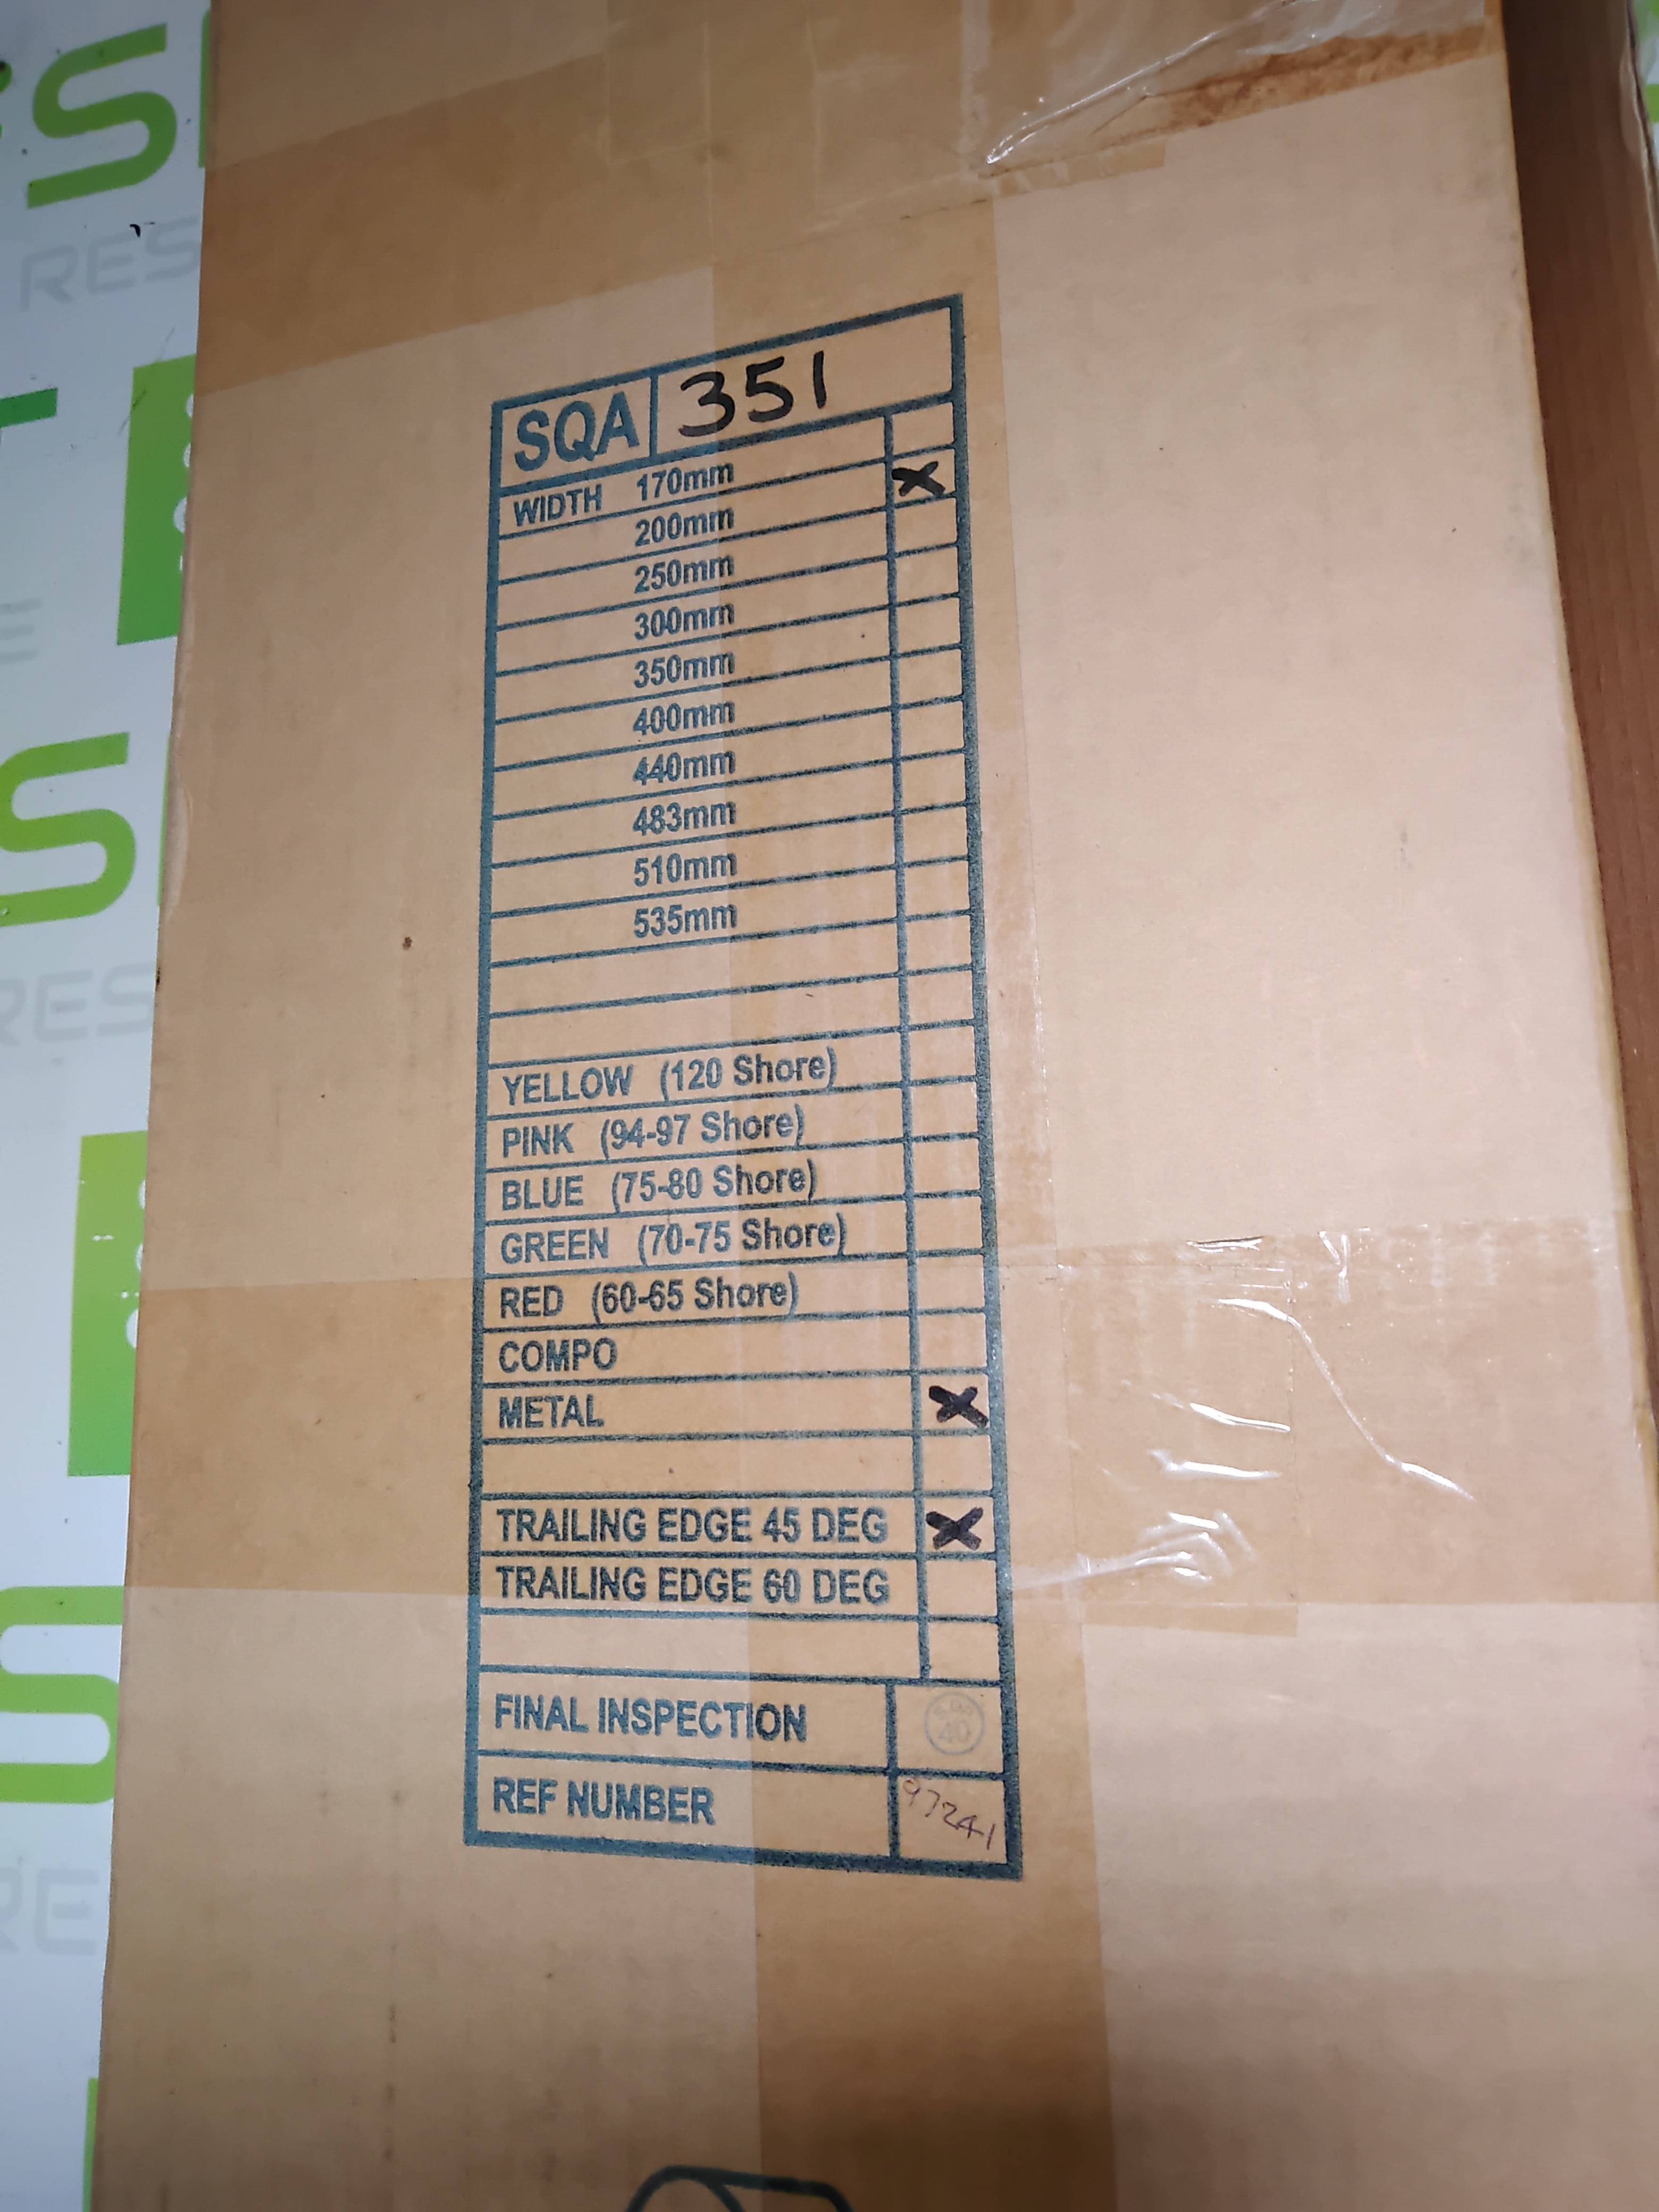 SQA 351
WIDTH 170mm
200mm X
250mm
300mm
350mm
400mm
440mm
483mm
510mm
535mm
YELLOW (120 Shore)
PINK (94-97 Shore)
BLUE (75-80 Shore)
GREEN (70-75 Shore)
RED (60-65 Shore)
COMPO
METAL X
TRAILING EDGE 45 DEG X
TRAILING EDGE 60 DEG
FINAL INSPECTION 40
REF NUMBER 97241